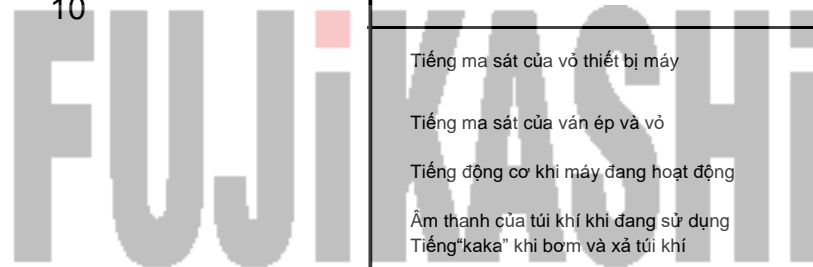 10
FUJiKASHi
Tiếng ma sát của vỏ thiết bị máy
Tiếng ma sát của ván ép và vỏ
Tiếng động cơ khi máy đang hoạt động
Âm thanh của túi khí khi đang sử dụng
Tiếng“kaka” khi bơm và xả túi khí